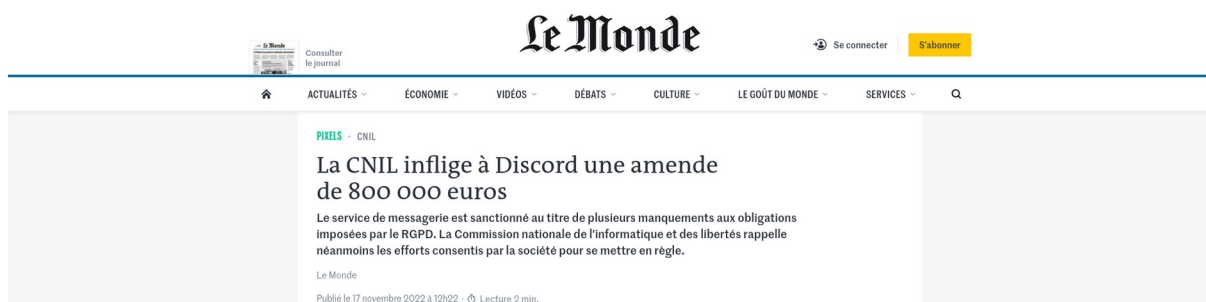 Le Monde
Le Monde
Consulter
le journal
Se connecter
S'abonner
ACTUALITÉS
ÉCONOMIE
VIDÉOS
DÉBATS
CULTURE
LE GOÛT DU MONDE
SERVICES
PIXELS • CNIL
La CNIL inflige à Discord une amende
de 800 000 euros
Le service de messagerie est sanctionné au titre de plusieurs manquements aux obligations
imposées par le RGPD. La Commission nationale de l'informatique et des libertés rappelle
néanmoins les efforts consentis par la société pour se mettre en règle.
Le Monde
Publié le 17 novembre 2022 à 12h22 · Lecture 2 min.